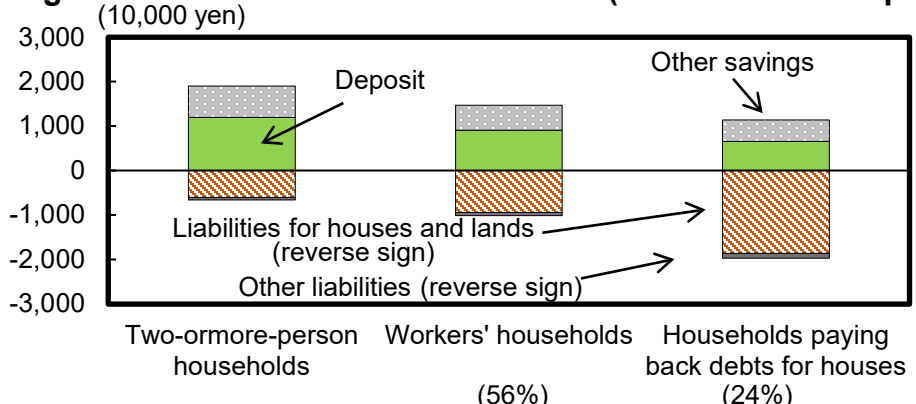 (10,000 yen)
3,000
2,000
1,000
0
-1,000
-2,000
-3,000
Deposit
Other savings
Liabilities for houses and lands
(reverse sign)
Other liabilities (reverse sign)
Two-ormore-person
households
Workers' households
(56%)
Households paying
back debts for houses
(24%)